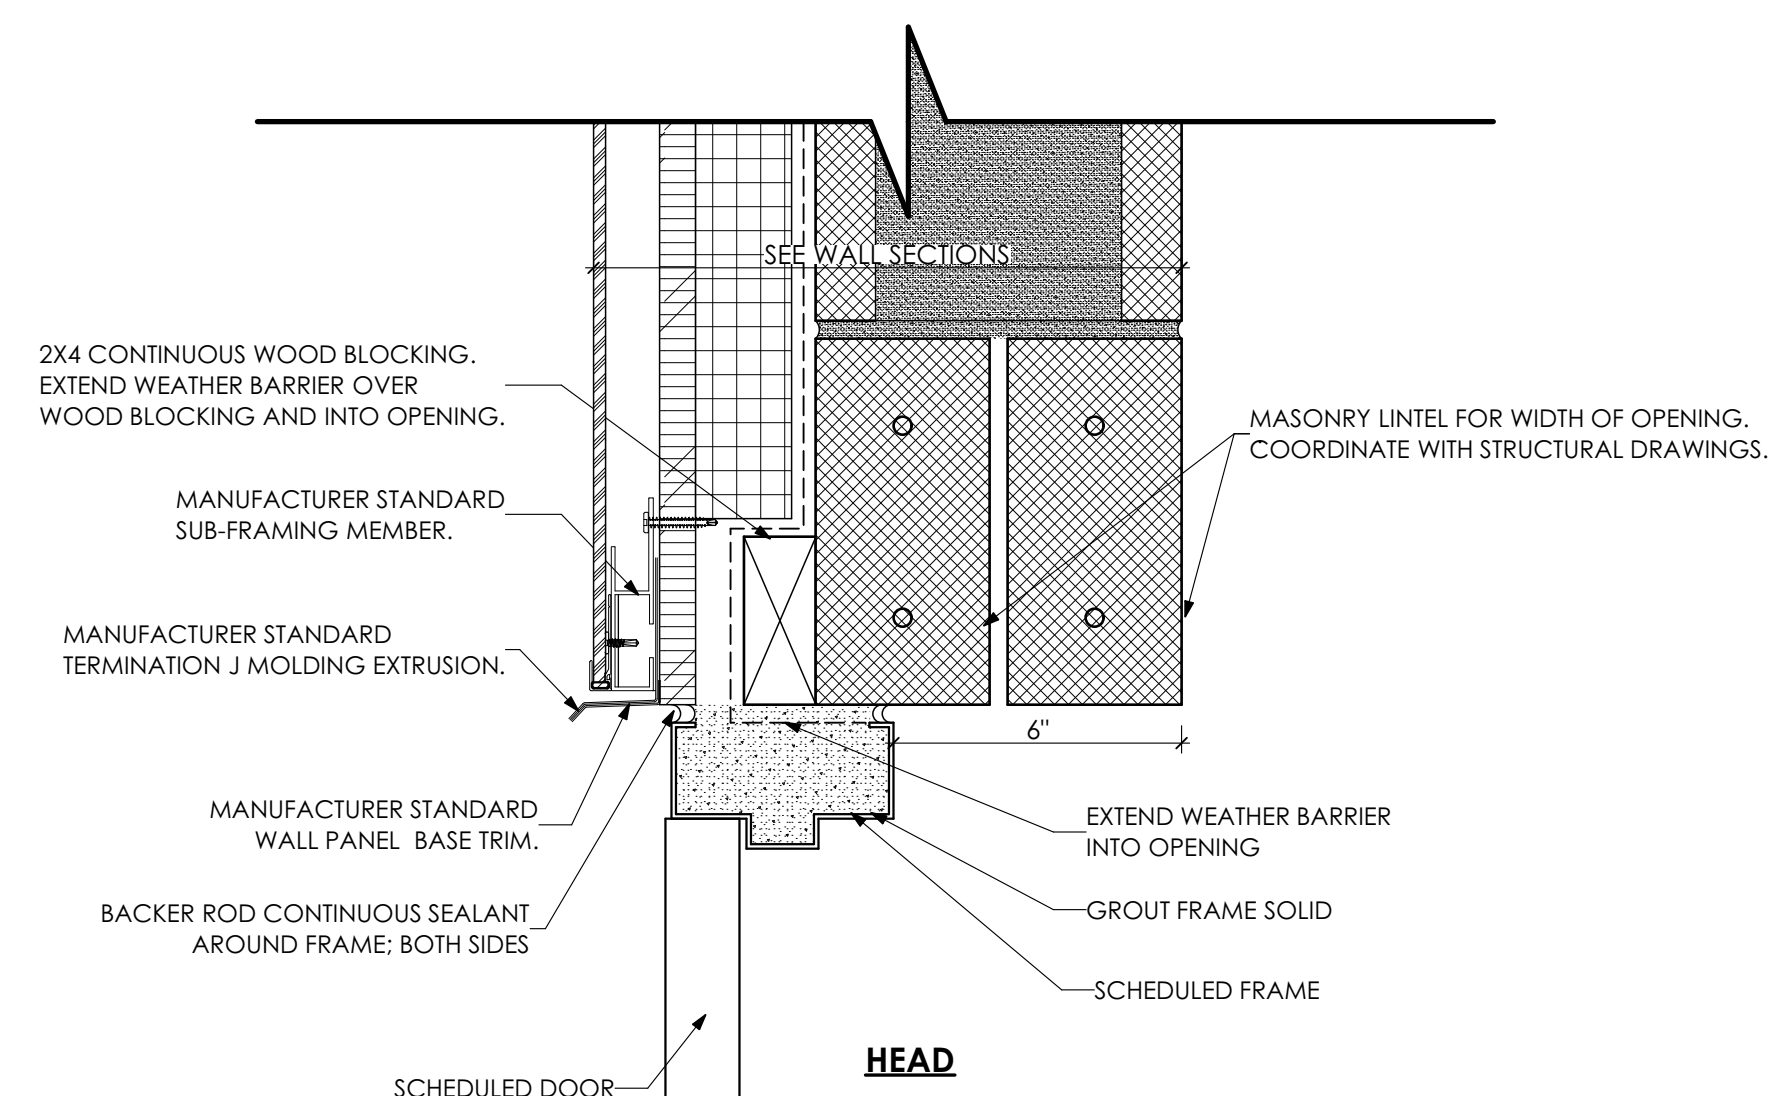 SEE WALL SECTIONS
2X4 CONTINUOUS WOOD BLOCKING.
EXTEND WEATHER BARRIER OVER
WOOD BLOCKING AND INTO OPENING.
MASONRY LINTEL FOR WIDTH OF OPENING.
COORDINATE WITH STRUCTURAL DRAWINGS.
MANUFACTURER STANDARD
SUB-FRAMING MEMBER.
MANUFACTURER STANDARD
TERMINATION J MOLDING EXTRUSION.
6"
MANUFACTURER STANDARD
WALL PANEL BASE TRIM.
EXTEND WEATHER BARRIER
INTO OPENING
BACKER ROD CONTINUOUS SEALANT
AROUND FRAME; BOTH SIDES
GROUT FRAME SOLID
SCHEDULED FRAME
HEAD
SCHEDULED DOOR